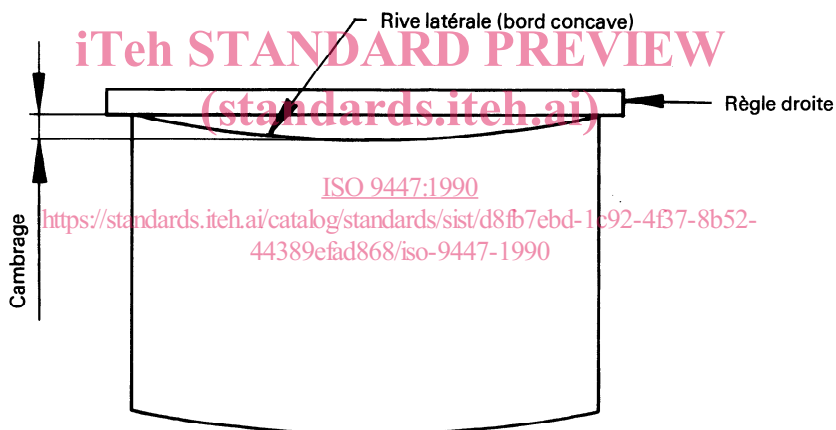 Rive latérale (bord concave)
iTeh STANDARD PREVIEW
(standards.iteh.ai)
Règle droite
ISO 9447:1990
https://standards.iteh.ai/catalog/standards/sist/d8fb7ebd-1c92-4f37-8b52-
44389efad868/iso-9447-1990
Cambrage